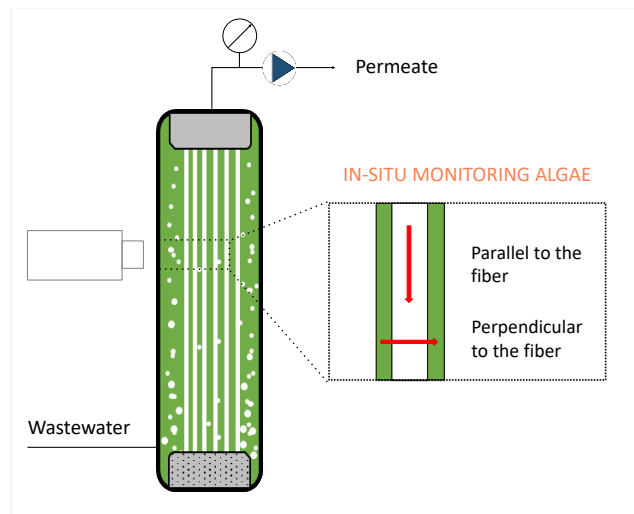 Permeate
IN-SITU MONITORING ALGAE
Parallel to the
fiber
Perpendicular
to the fiber
Wastewater